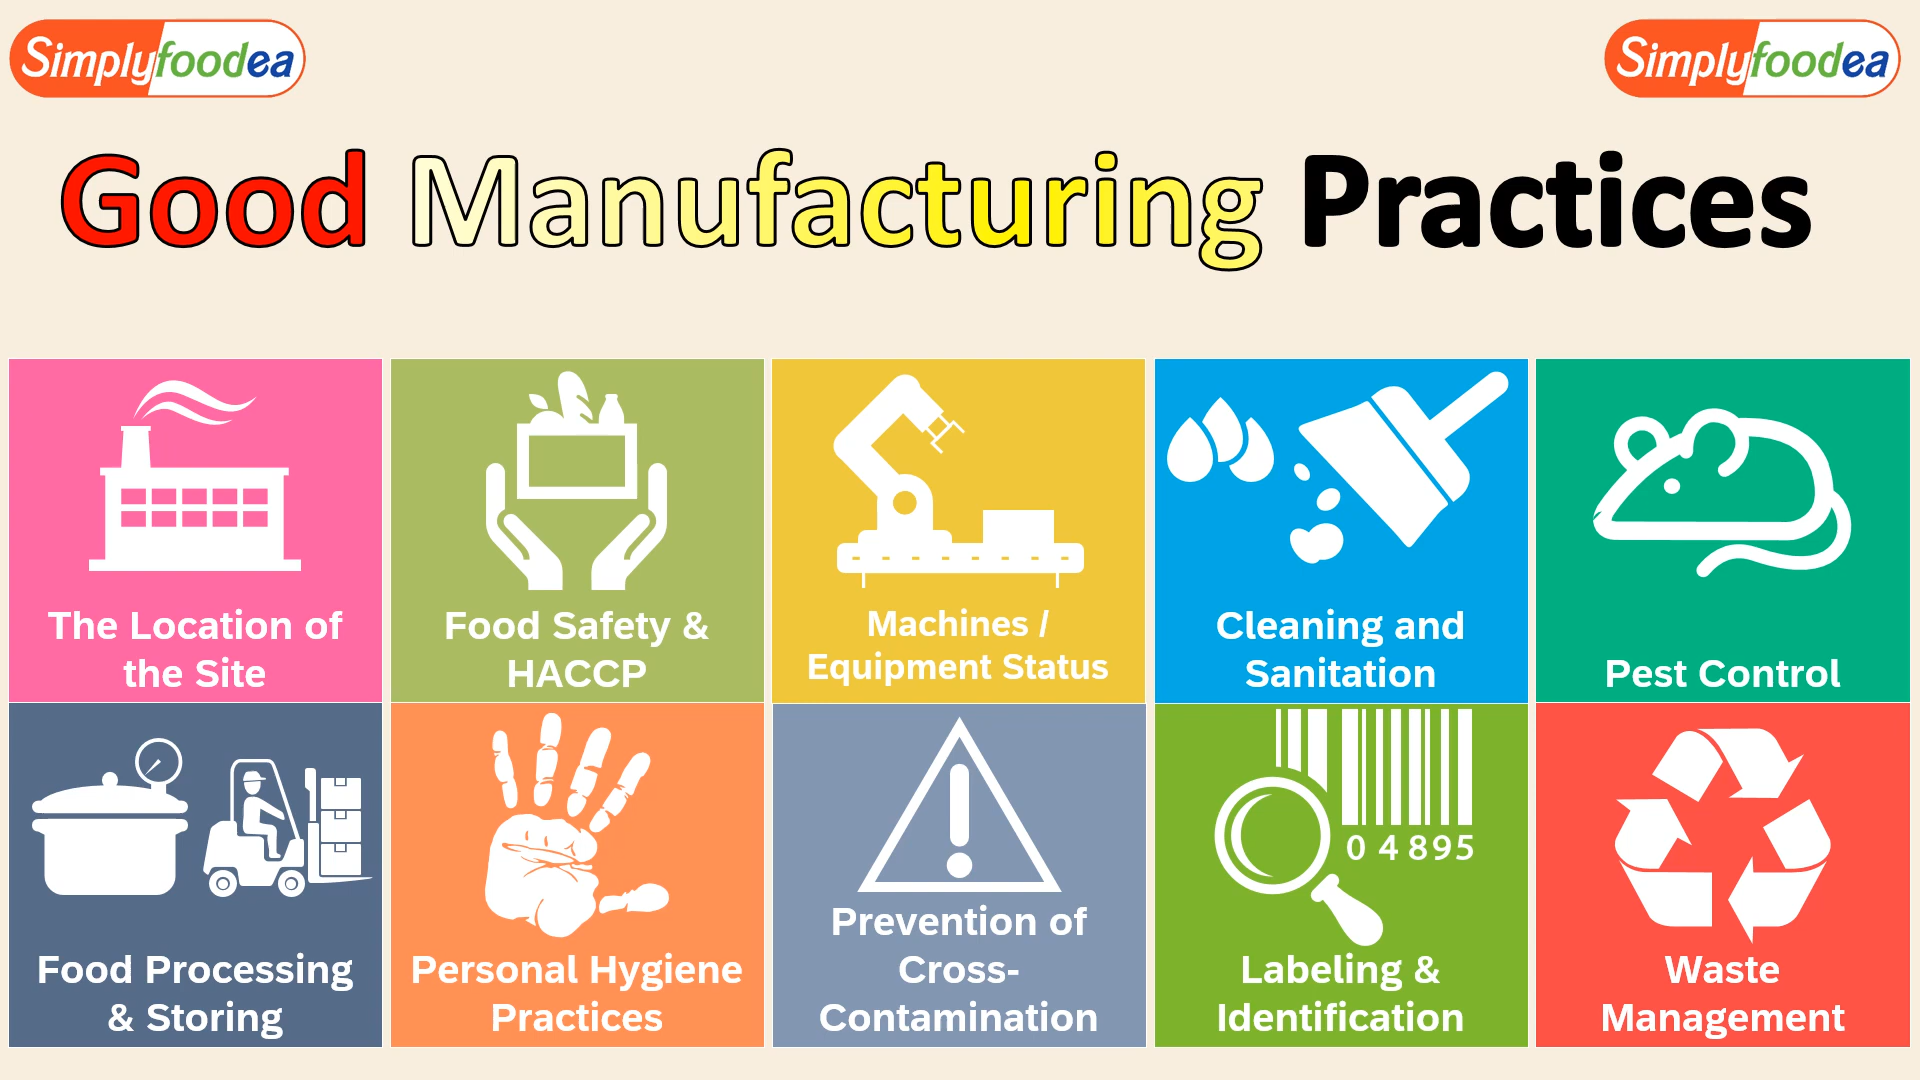 Simplyfoodea
Simplyfoodea
Good Manufacturing Practices
The Location of
the Site
Food Safety &
HACCP
Machines /
Equipment Status
Cleaning and
Sanitation
Pest Control
Food Processing
& Storing
Personal Hygiene
Practices
Prevention of
Cross-
Contamination
0 4 895
Labeling &
Identification
Waste
Management